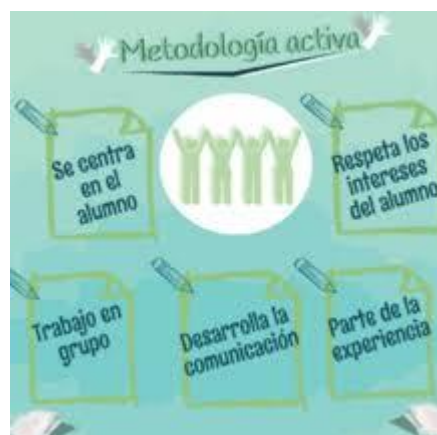 Metodología activa
Se centra
en el
alumno
Respeta los
intereses
del alumno
Trabajo en
grupo
Desarrolla la
comunicación
Parte de la
experiencia